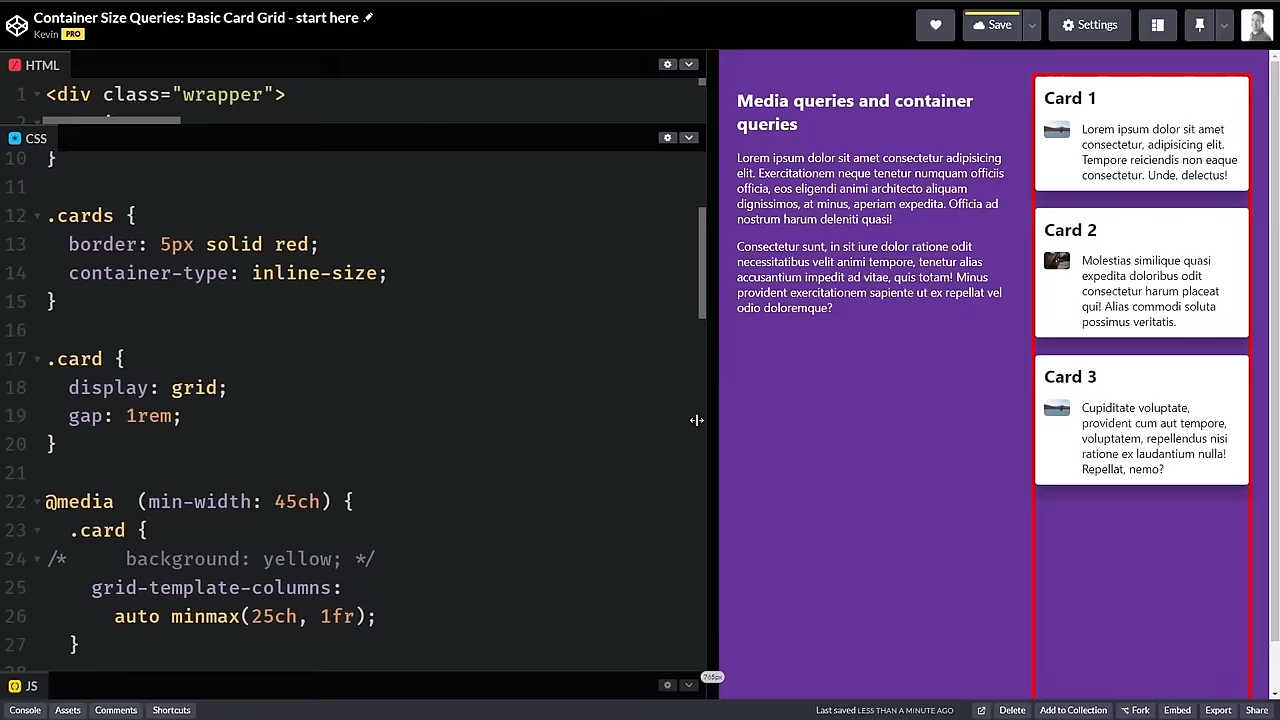 Container Size Queries: Basic Card Grid - start here
Kevin PRO
Save
Settings
HTML
1 <div class="wrapper">
CSS
10 }
11
12 .cards {
13 border: 5px solid red;
14 container-type: inline-size;
15 }
16
17 .card {
18 display: grid;
19 gap: 1rem;
20 }
21
22 @media (min-width: 45ch) {
23 .card {
24 /* background: yellow; */
25 grid-template-columns:
26 auto minmax(25ch, 1fr);
27 }
JS
765px
Media queries and container
queries
Lorem ipsum dolor sit amet consectetur adipisicing
elit. Exercitationem neque tenetur numquam officiis
officia, eos eligendi animi architecto aliquam
dignissimos, at minus, aperiam expedita. Officia ad
nostrum harum deleniti quasi!
Consectetur sunt, in sit iure dolor ratione odit
necessitatibus velit animi tempore, tenetur alias
accusantium impedit ad vitae, quis totam! Minus
provident exercitationem sapiente ut ex repellat vel
odio doloremque?
Card 1
Lorem ipsum dolor sit amet
consectetur, adipisicing elit.
Tempore reiciendis non eaque
consectetur. Unde, delectus!
Card 2
Molestias similique quasi
expedita doloribus odit
consectetur harum placeat
qui! Alias commodi soluta
possimus veritatis.
Card 3
Cupiditate voluptate,
provident cum aut tempore,
voluptatem, repellendus nisi
ratione ex laudantium nulla!
Repellat, nemo?
Console Assets Comments Shortcuts
Last saved LESS THAN A MINUTE AGO
Delete Add to Collection Fork Embed Export Share